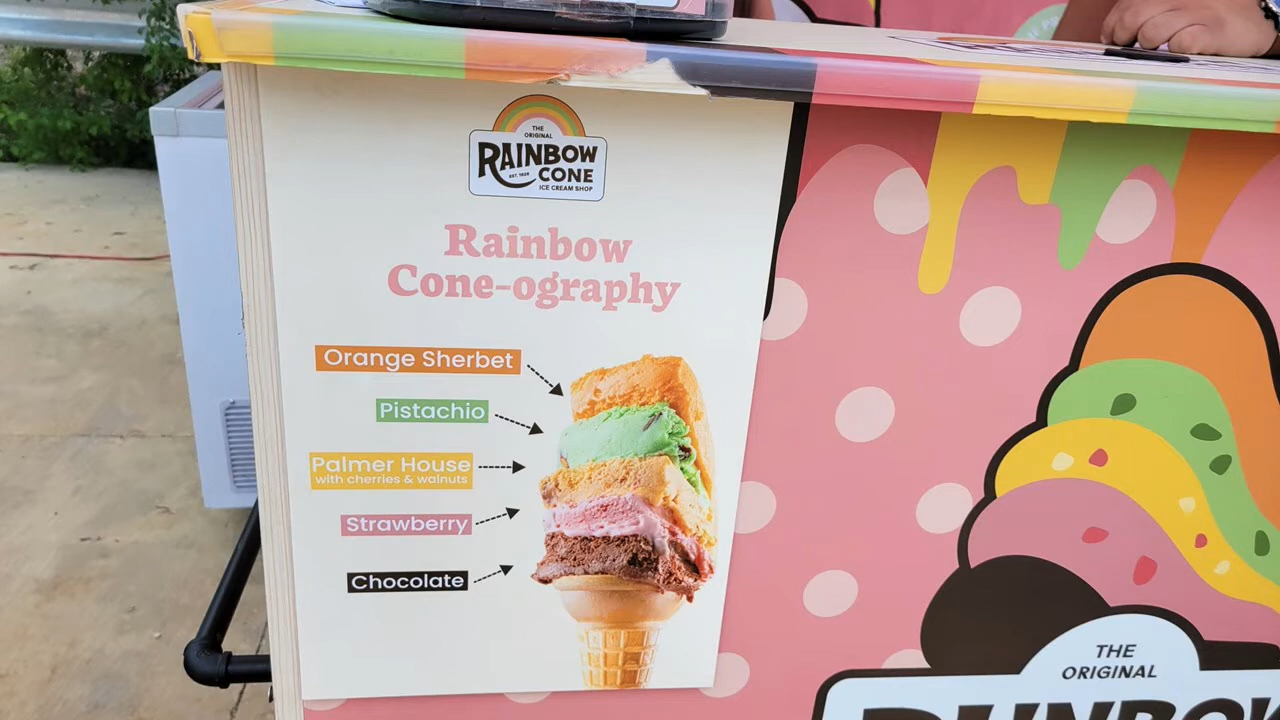 THE
ORIGINAL
RAINBOW
EST. 1926
CONE
ICE CREAM SHOP
Rainbow
Cone-ography
Orange Sherbet
Pistachio
Palmer House
with cherries & walnuts
Strawberry
Chocolate
THE
ORIGINAL